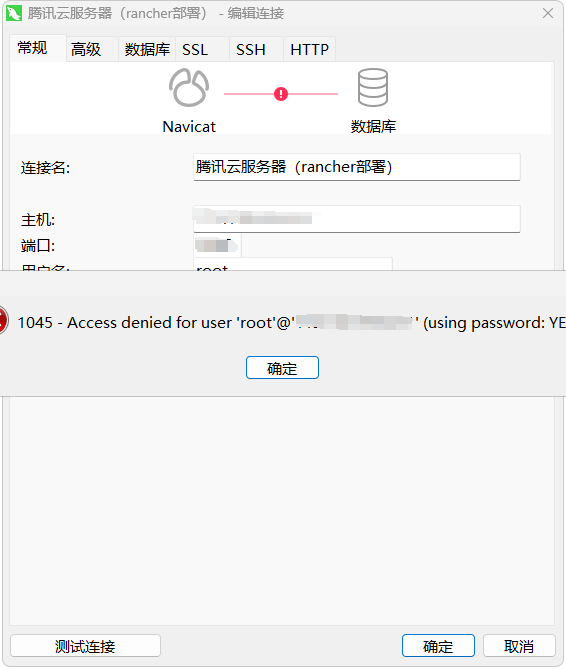 腾讯云服务器（rancher部署） - 编辑连接
常规 高级 数据库 SSL SSH HTTP
Navicat 数据库
连接名: 腾讯云服务器（rancher部署）
主机:
端口:
用户名: root
1045 - Access denied for user 'root'@' ' (using password: YE
确定
测试连接 确定 取消